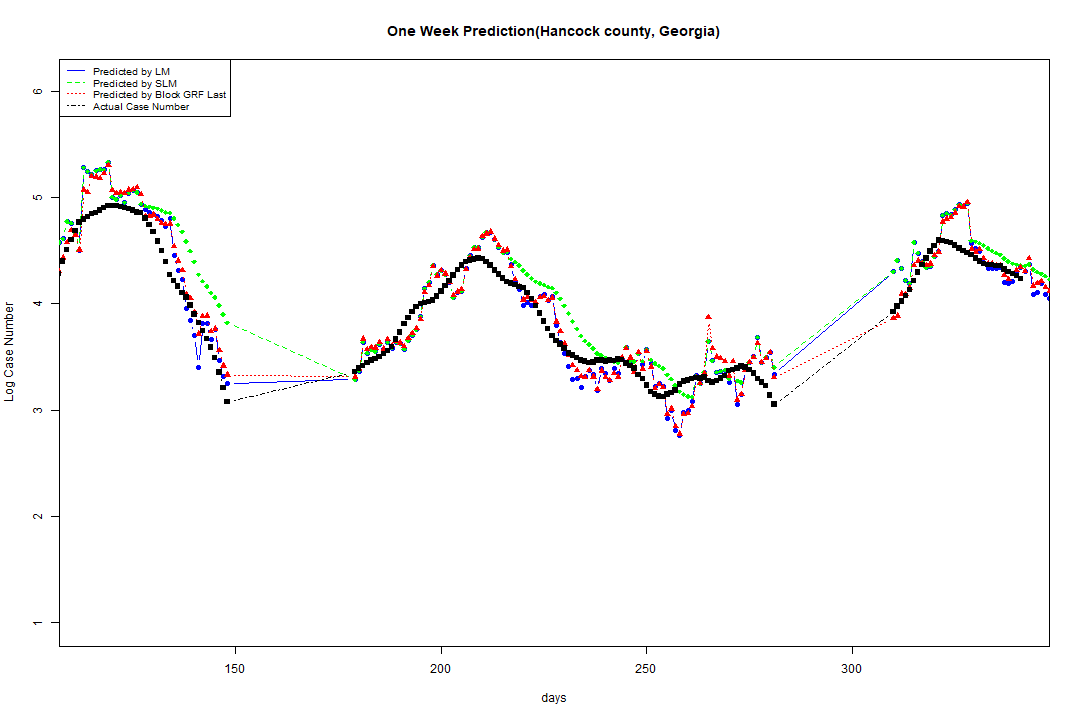 One Week Prediction(Hancock county, Georgia)
Predicted by LM
Predicted by SLM
Predicted by Block GRF Last
Actual Case Number
6
5
4
3
2
1
Log Case Number
150
200
250
300
days